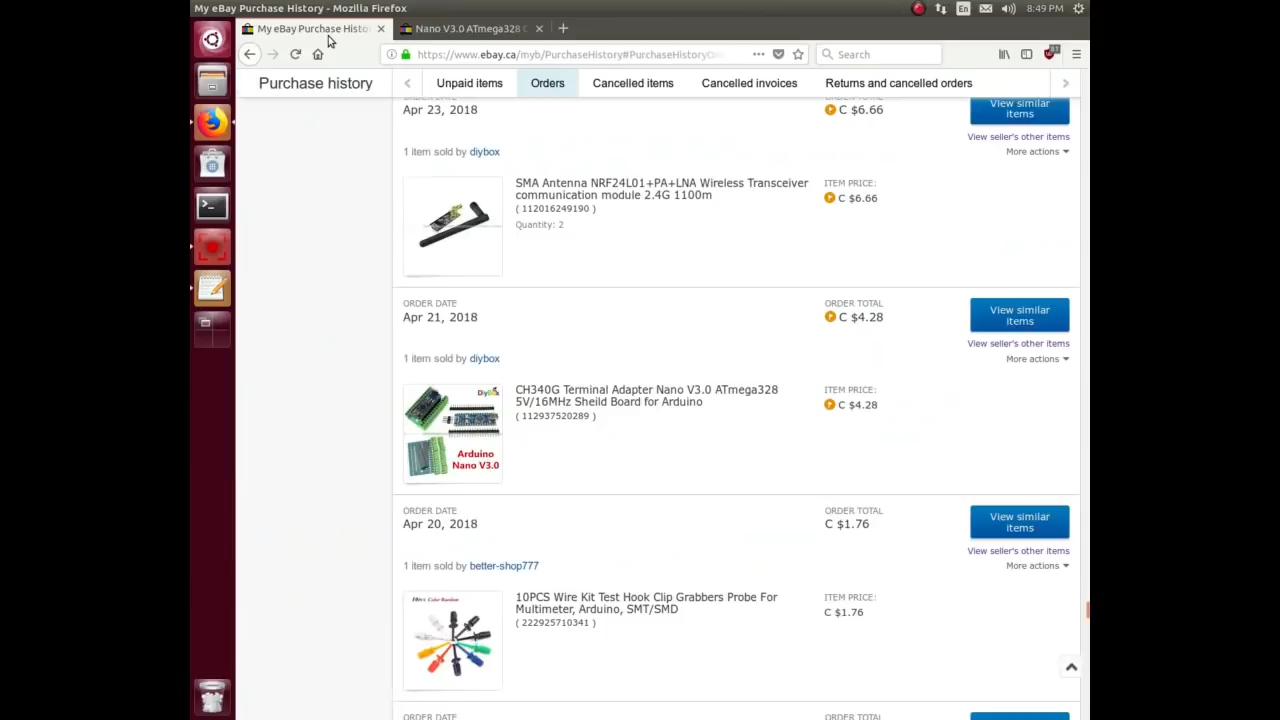 My eBay Purchase History - Mozilla Firefox
En
8:49 PM
My eBay Purchase Histo
Nano V3.0 ATmega328 C
https://www.ebay.ca/myb/PurchaseHistory#PurchaseHistoryO
Search
Purchase history
Unpaid items
Orders
Cancelled items
Cancelled invoices
Returns and cancelled orders
Apr 23, 2018
C $6.66
View similar
items
View seller's other items
1 item sold by diybox
More actions
SMA Antenna NRF24L01+PA+LNA Wireless Transceiver
communication module 2.4G 1100m
( 112016249190 )
Quantity: 2
ITEM PRICE:
C $6.66
ORDER DATE
Apr 21, 2018
ORDER TOTAL
C $4.28
View similar
items
View seller's other items
1 item sold by diybox
More actions
DiyBox
Arduino
Nano V3.0
CH340G Terminal Adapter Nano V3.0 ATmega328
5V/16MHz Sheild Board for Arduino
( 112937520289 )
ITEM PRICE:
C $4.28
ORDER DATE
Apr 20, 2018
ORDER TOTAL
C $1.76
View similar
items
View seller's other items
1 item sold by better-shop777
More actions
10PCS Wire Kit Test Hook Clip Grabbers Probe For
Multimeter, Arduino, SMT/SMD
( 222925710341 )
ITEM PRICE:
C $1.76
ORDER DATE
ORDER TOTAL